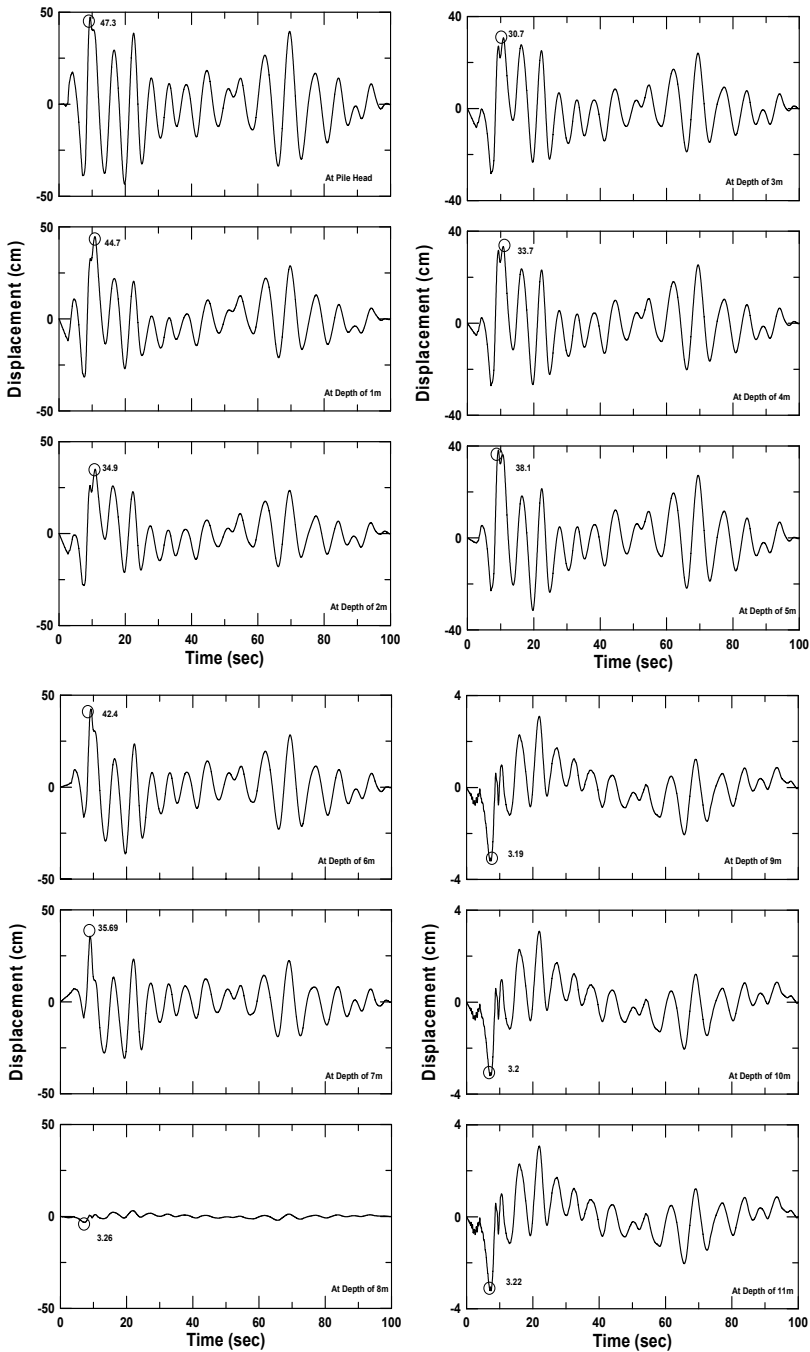 50
0
-50
47.3
At Pile Head
Displacement (cm)
50
0
-50
44.7
At Depth of 1m
50
0
-50
34.9
At Depth of 2m
0 20 40 60 80 100
Time (sec)
40
0
-40
30.7
At Depth of 3m
Displacement (cm)
40
0
-40
33.7
At Depth of 4m
40
0
-40
38.1
At Depth of 5m
0 20 40 60 80 100
Time (sec)
50
0
-50
42.4
At Depth of 6m
Displacement (cm)
50
0
-50
35.69
At Depth of 7m
50
0
-50
3.26
At Depth of 8m
0 20 40 60 80 100
Time (sec)
4
0
-4
3.19
At Depth of 9m
Displacement (cm)
4
0
-4
3.2
At Depth of 10m
4
0
-4
3.22
At Depth of 11m
0 20 40 60 80 100
Time (sec)